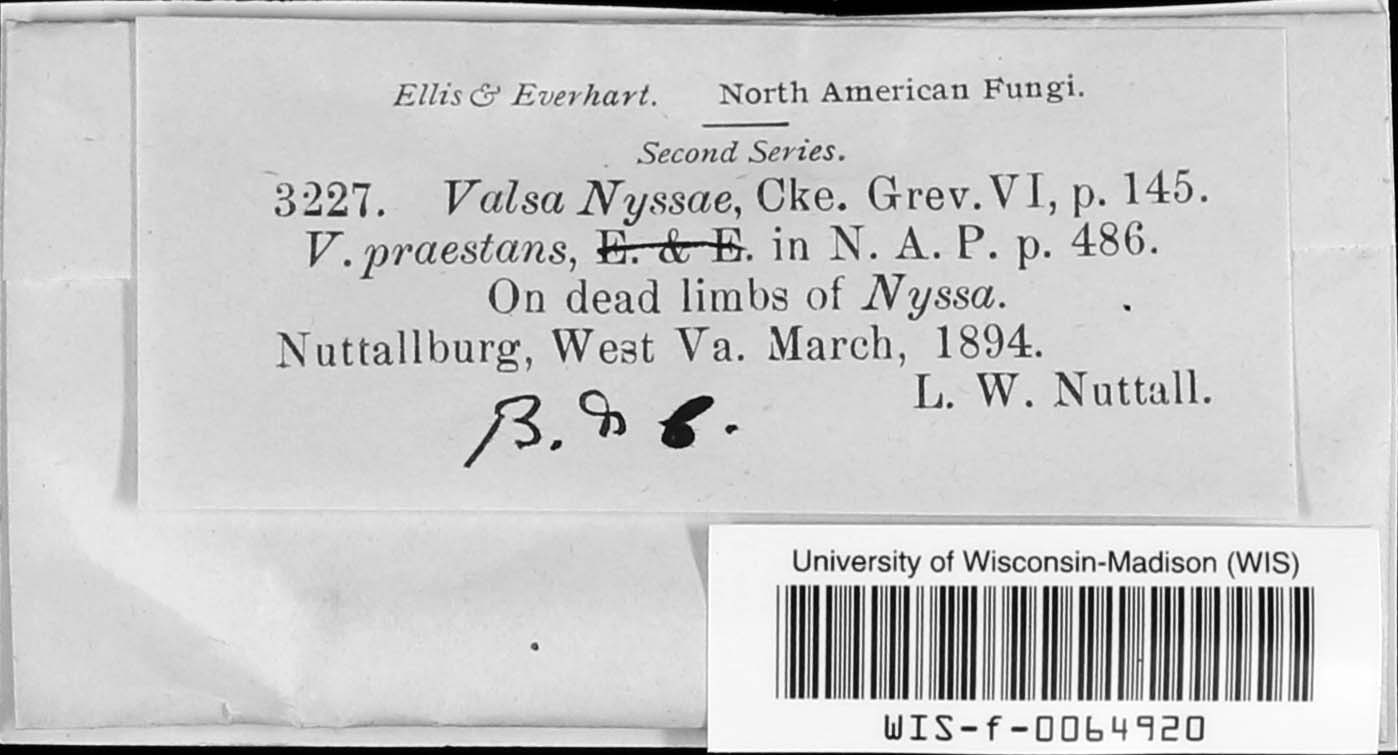 Ellis & Everhart. North American Fungi.
Second Series.
3227. Valsa Nyssae, Cke. Grev. VI, p. 145.
V. praestans, E. & E. in N. A. P. p. 486.
On dead limbs of Nyssa.
Nuttallburg, West Va. March, 1894.
L. W. Nuttall.
B. &
University of Wisconsin-Madison (WIS)
WIS-f-0064920